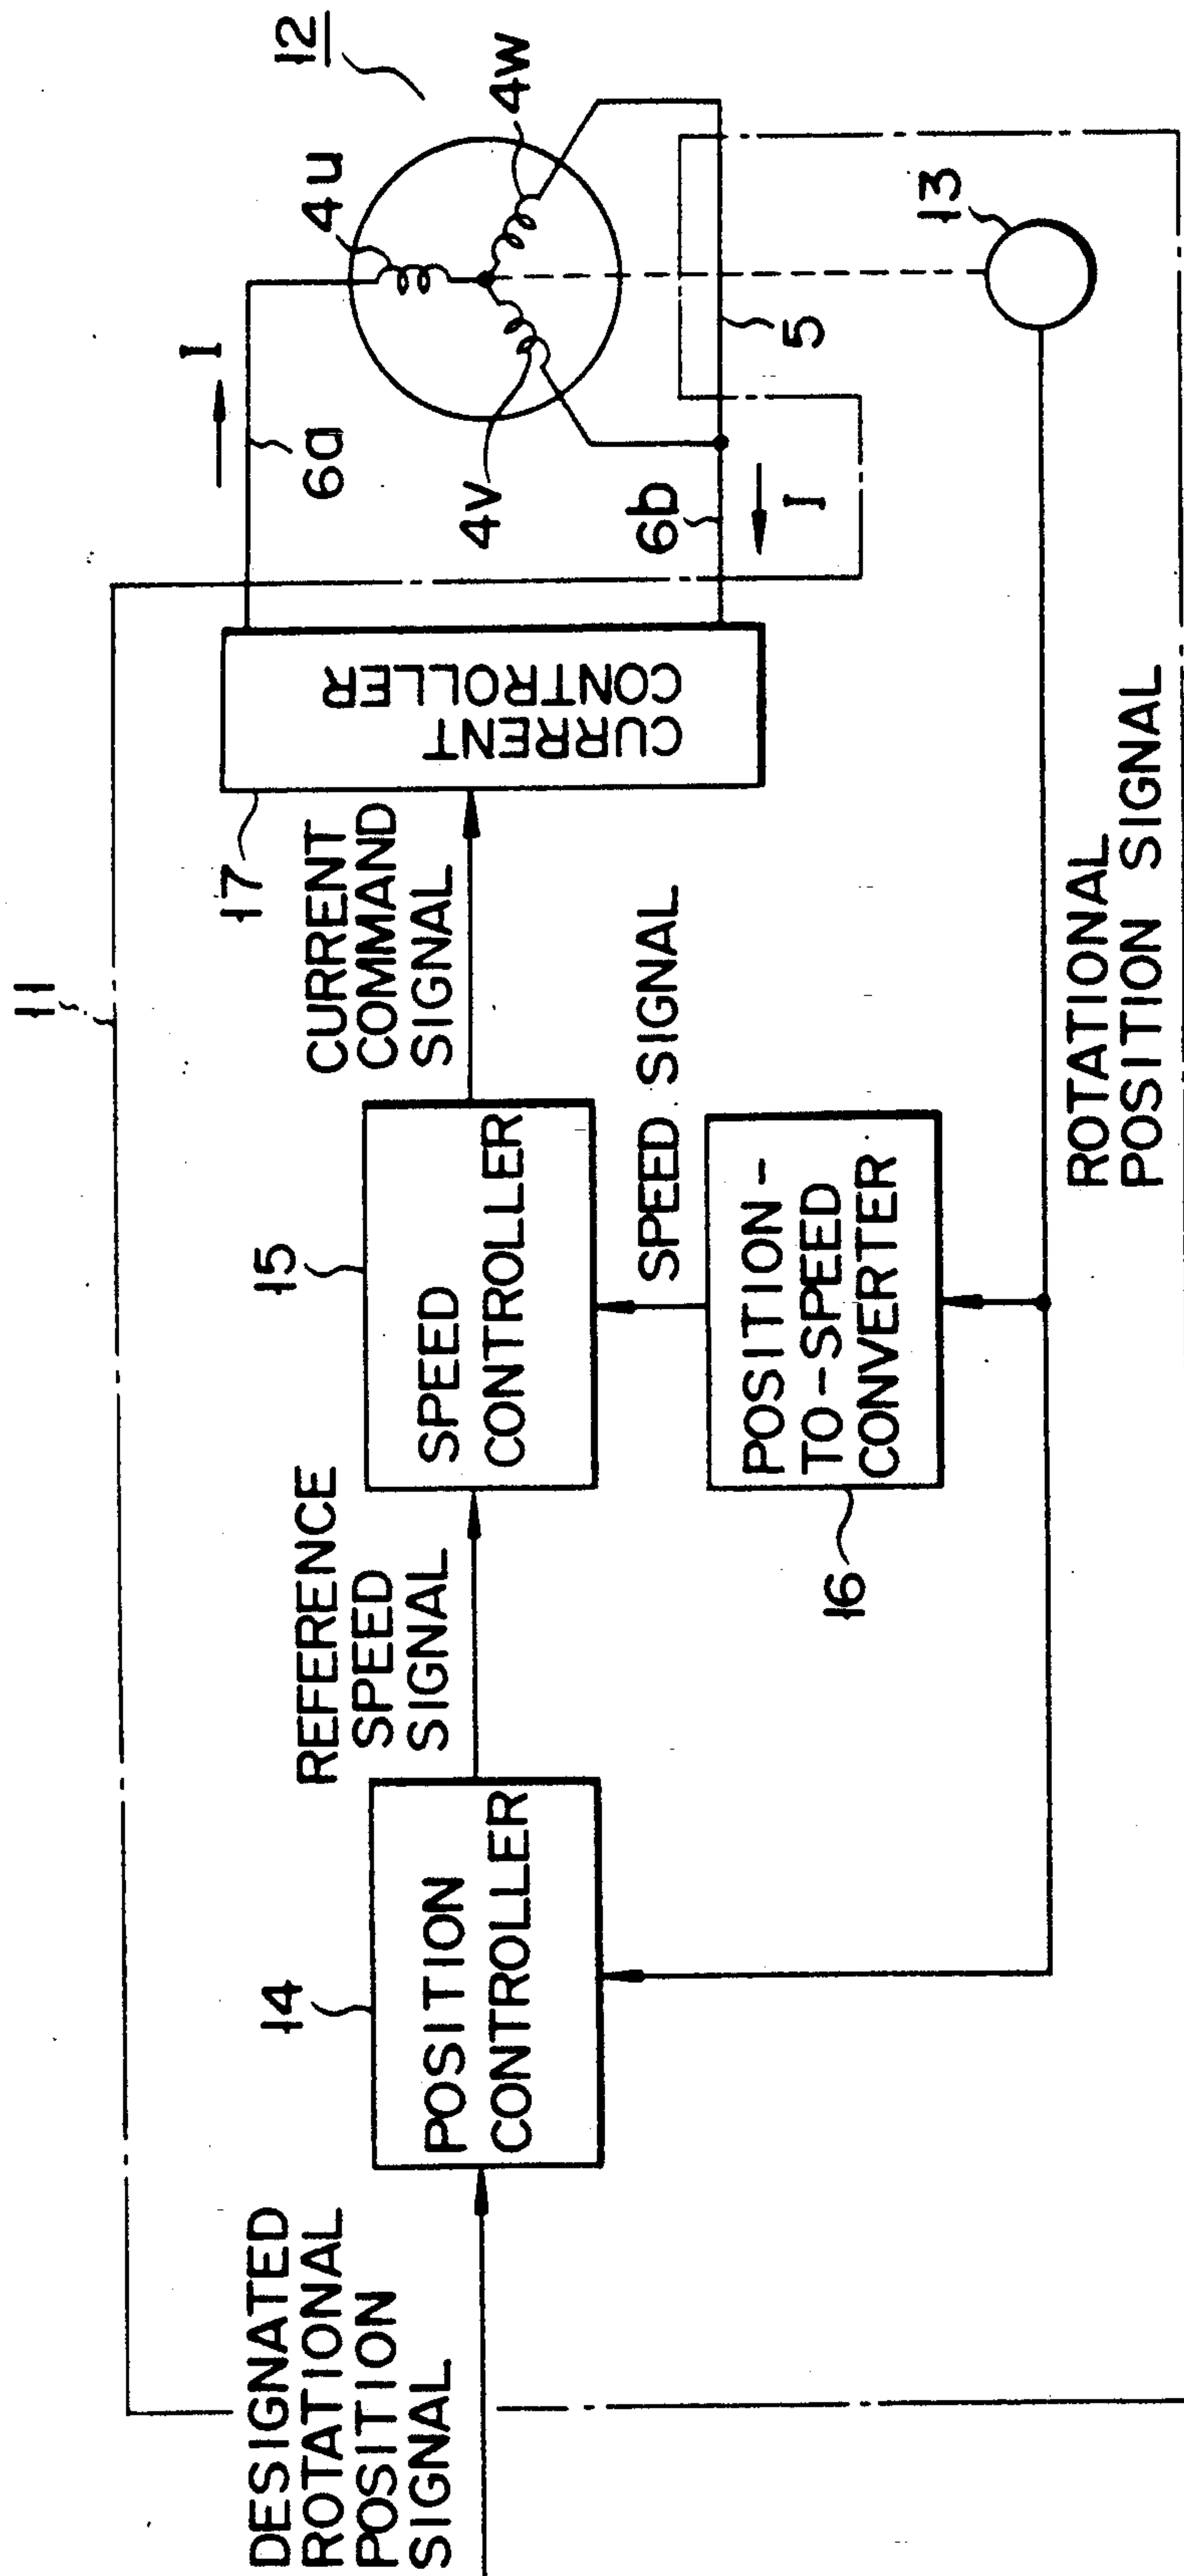 11
DESIGNATED
ROTATIONAL
POSITION
SIGNAL
14
POSITION
CONTROLLER
REFERENCE
SPEED
SIGNAL
15
SPEED
CONTROLLER
CURRENT
COMMAND
SIGNAL
17
CURRENT
CONTROLLER
6a
I
4u
12
4v
4w
6b
I
5
13
SPEED SIGNAL
16
POSITION-
TO-SPEED
CONVERTER
ROTATIONAL
POSITION SIGNAL